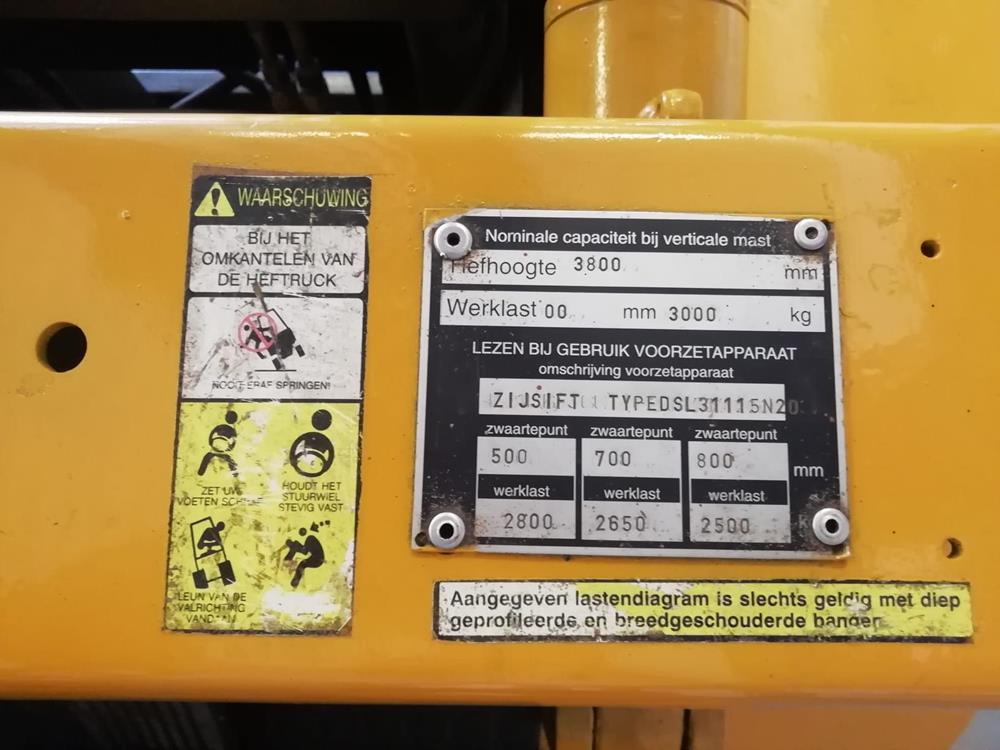 WAARSCHUWING
BIJ HET
OMKANTELEN VAN
DE HEFTRUCK
NOOIT ERAF SPRINGEN!
ZET UW
VOETEN
HOUDT HET
STUURWIEL
STEVIG VAST
LEUN VAN DE
VALRICHTING
Nominale capaciteit bij verticale mast
Hefhoogte 3800 mm
Werklast 00 mm 3000 kg
LEZEN BIJ GEBRUIK VOORZETAPPARAAT
omschrijving voorzetapparaat
ZIJSIFT TYPEDSL31115N20
zwaartepunt zwaartepunt zwaartepunt
500 700 800 mm
werklast werklast werklast
2800 2650 2500 k
Aangegeven lastendiagram is slechts geldig met diep
geprofileerde en breedgeschouderde banden